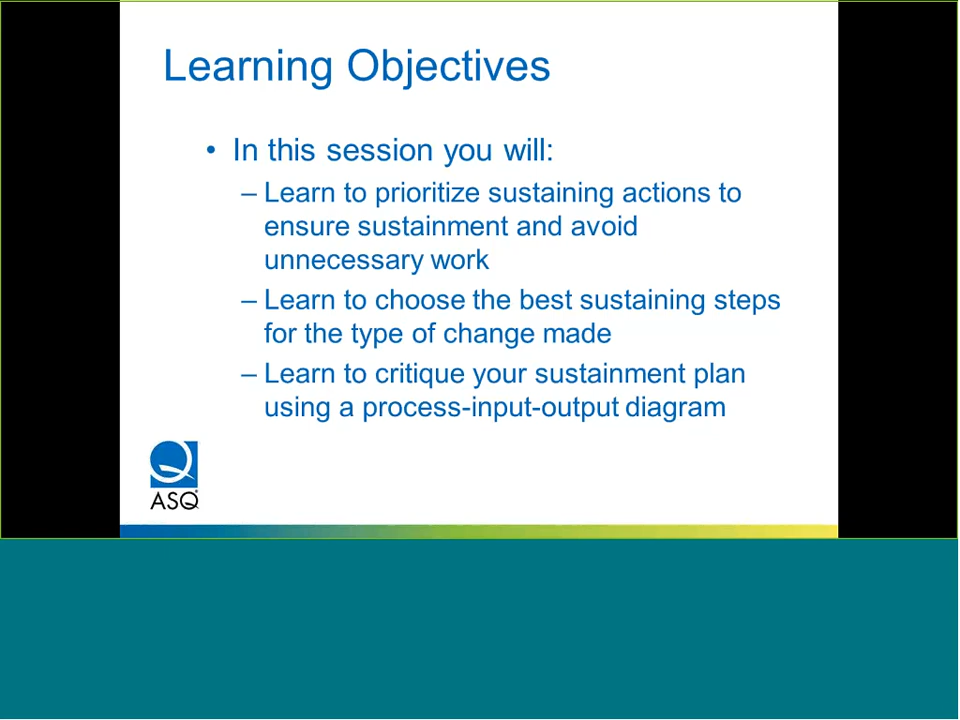 Learning Objectives
• In this session you will:
– Learn to prioritize sustaining actions to
ensure sustainment and avoid
unnecessary work
– Learn to choose the best sustaining steps
for the type of change made
– Learn to critique your sustainment plan
using a process-input-output diagram
ASQ